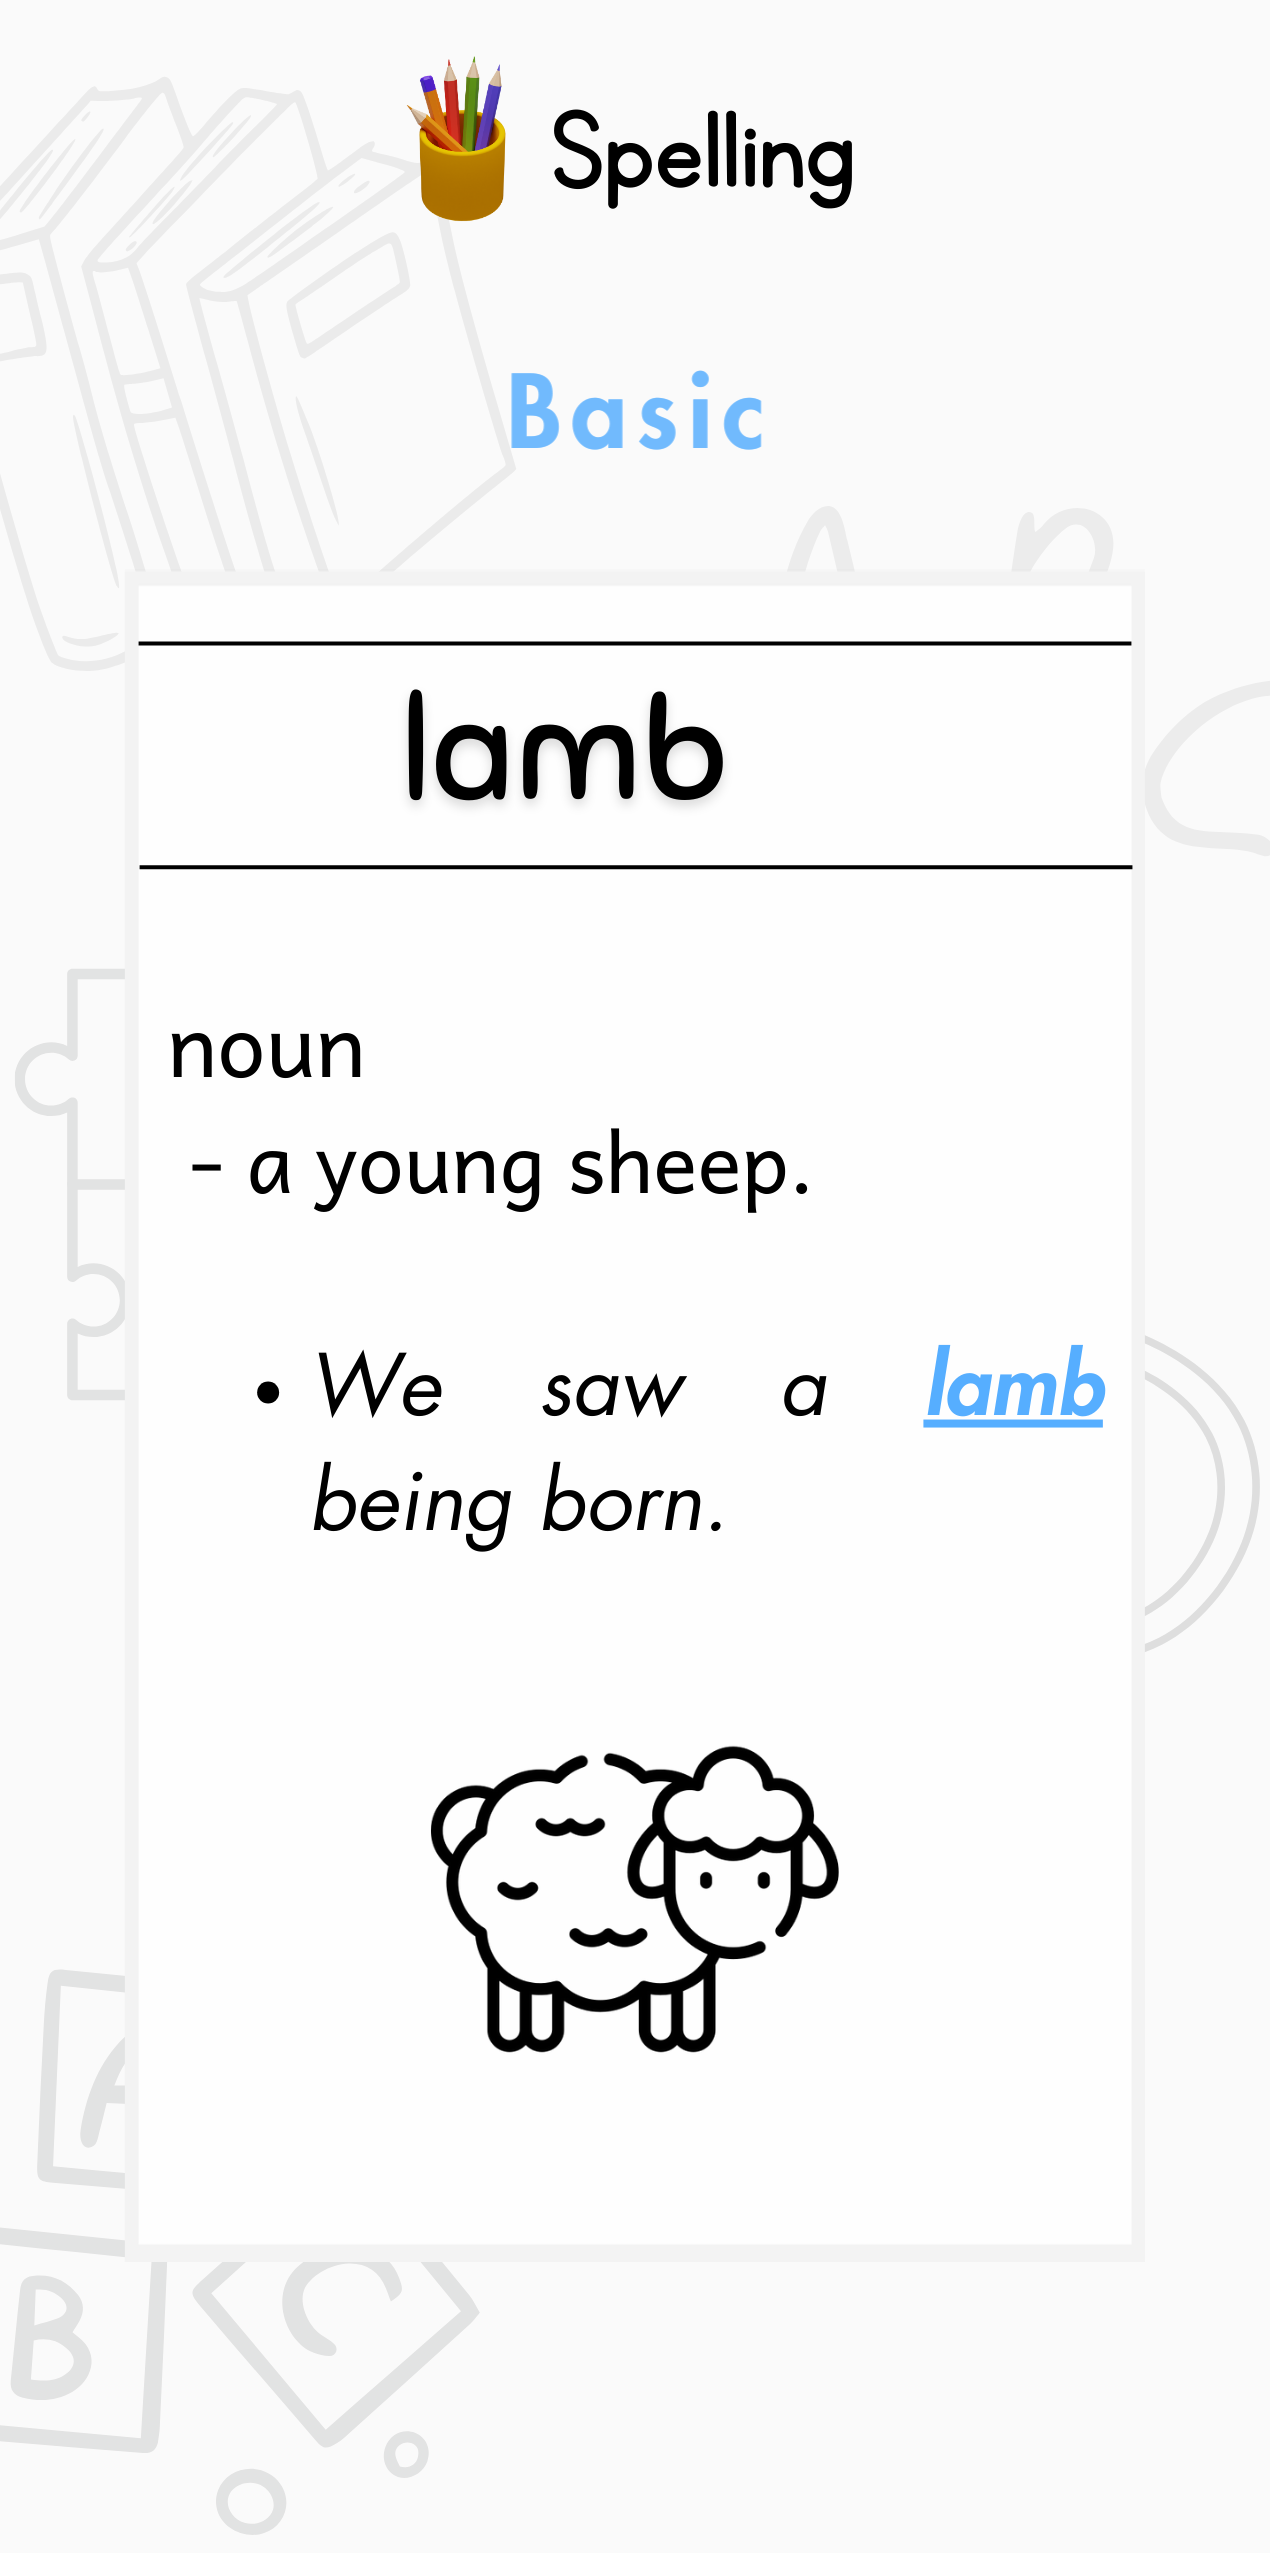 Spelling
Basic
lamb
noun
- a young sheep.
• We saw a lamb
being born.
A
B
C